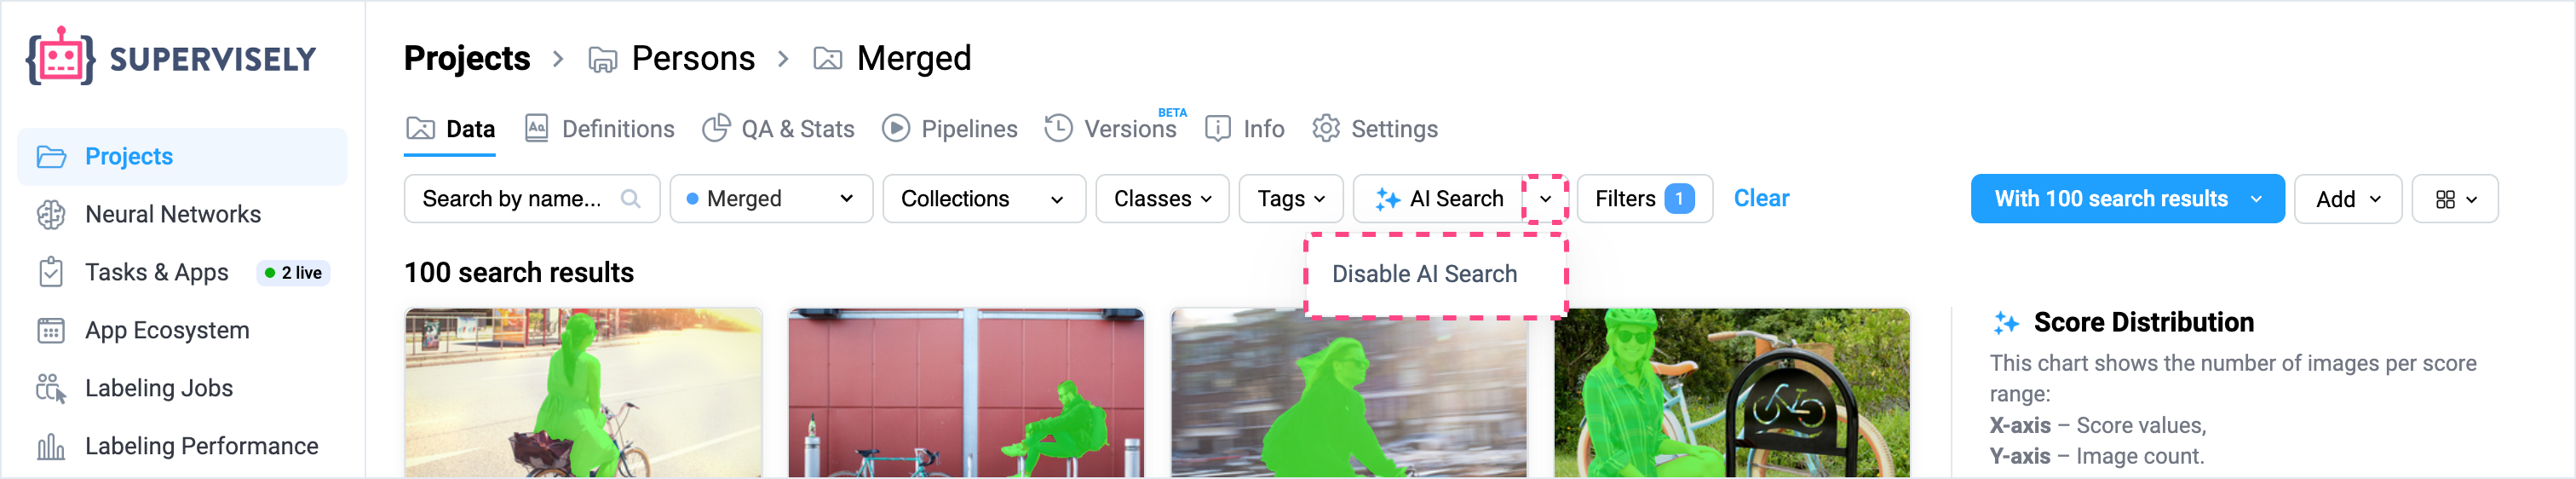 SUPERVISELY
Projects
Neural Networks
Tasks & Apps 2 live
App Ecosystem
Labeling Jobs
Labeling Performance
Projects > Persons > Merged
Data Definitions QA & Stats Pipelines Versions BETA Info Settings
Search by name... Merged Collections Classes Tags AI Search Filters 1 Clear With 100 search results Add
Disable AI Search
100 search results
Score Distribution
This chart shows the number of images per score
range:
X-axis – Score values,
Y-axis – Image count.